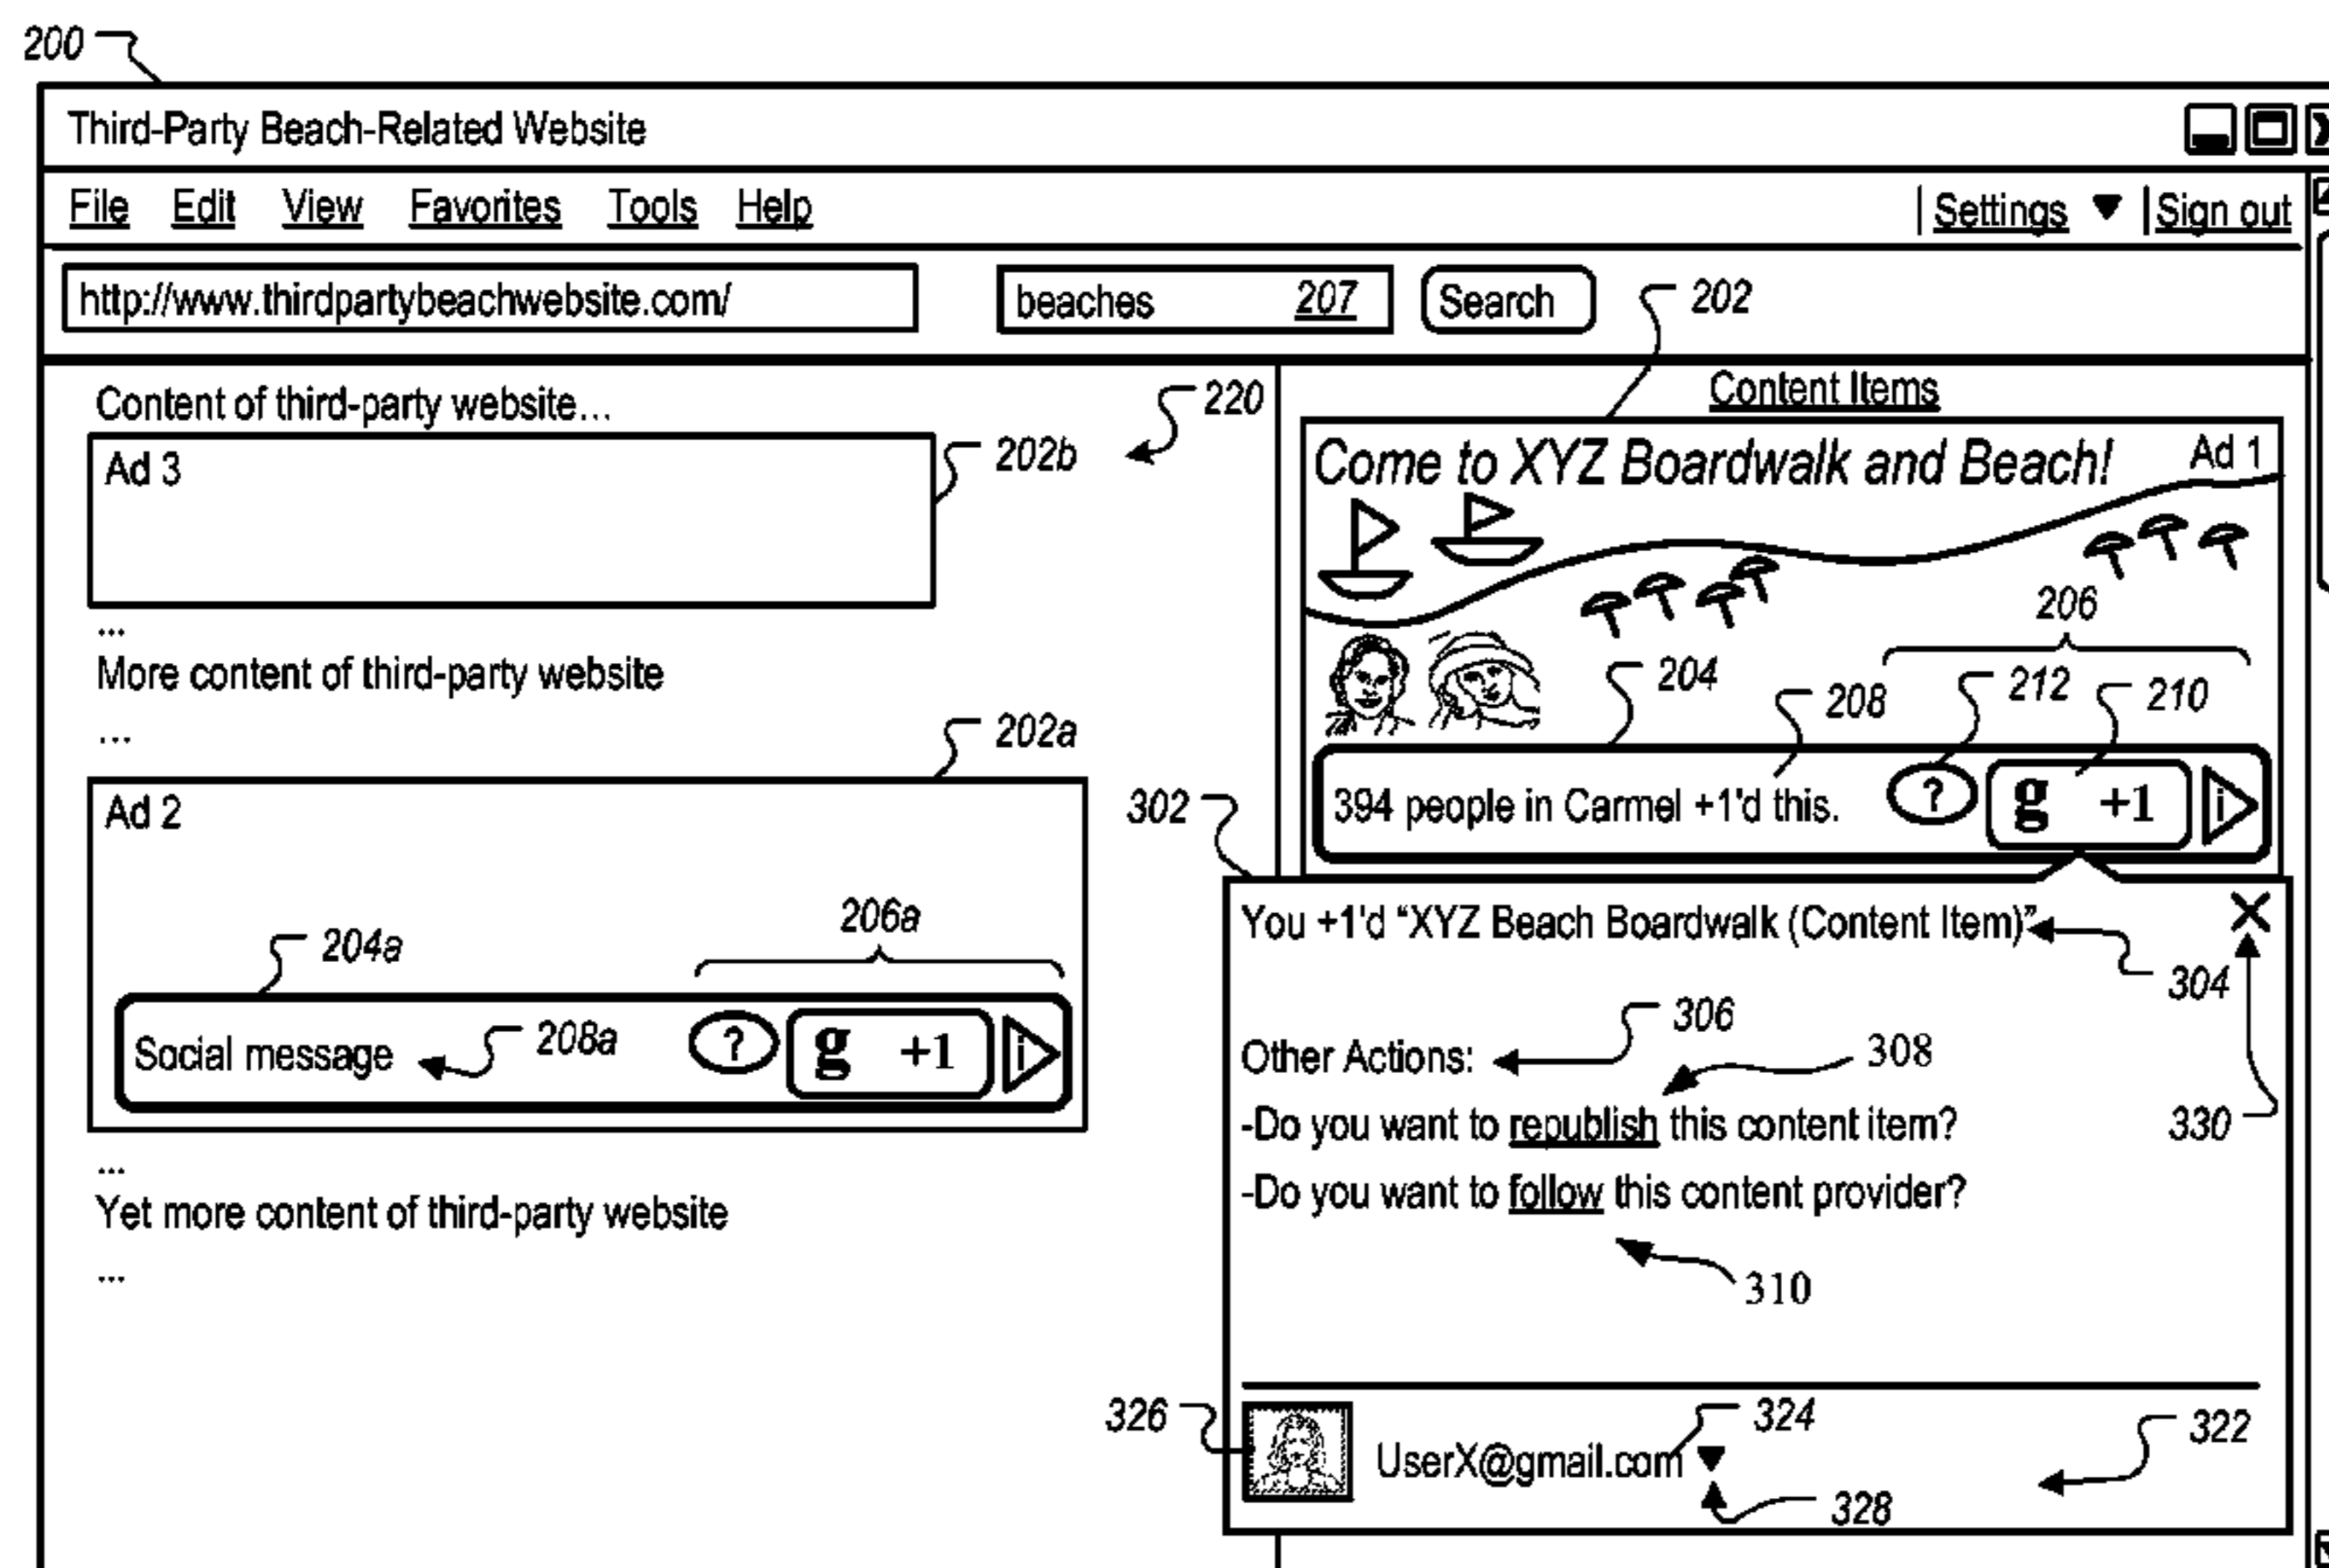 200
Third-Party Beach-Related Website
File Edit View Favorites Tools Help | Settings ▼ | Sign out
http://www.thirdpartybeachwebsite.com/ beaches 207 Search
202
Content of third-party website...
220
Ad 3
202b
...
More content of third-party website
...
202a
Ad 2
206a
204a
Social message
208a
? g +1 i
...
Yet more content of third-party website
...
Content Items
Come to XYZ Boardwalk and Beach! Ad 1
206
204 208 212 210
394 people in Carmel +1'd this. ? g +1 i
302
You +1'd “XYZ Beach Boardwalk (Content Item)” X
304
306
Other Actions:
308
-Do you want to republish this content item?
330
-Do you want to follow this content provider?
310
326
324
322
UserX@gmail.com ▼
328